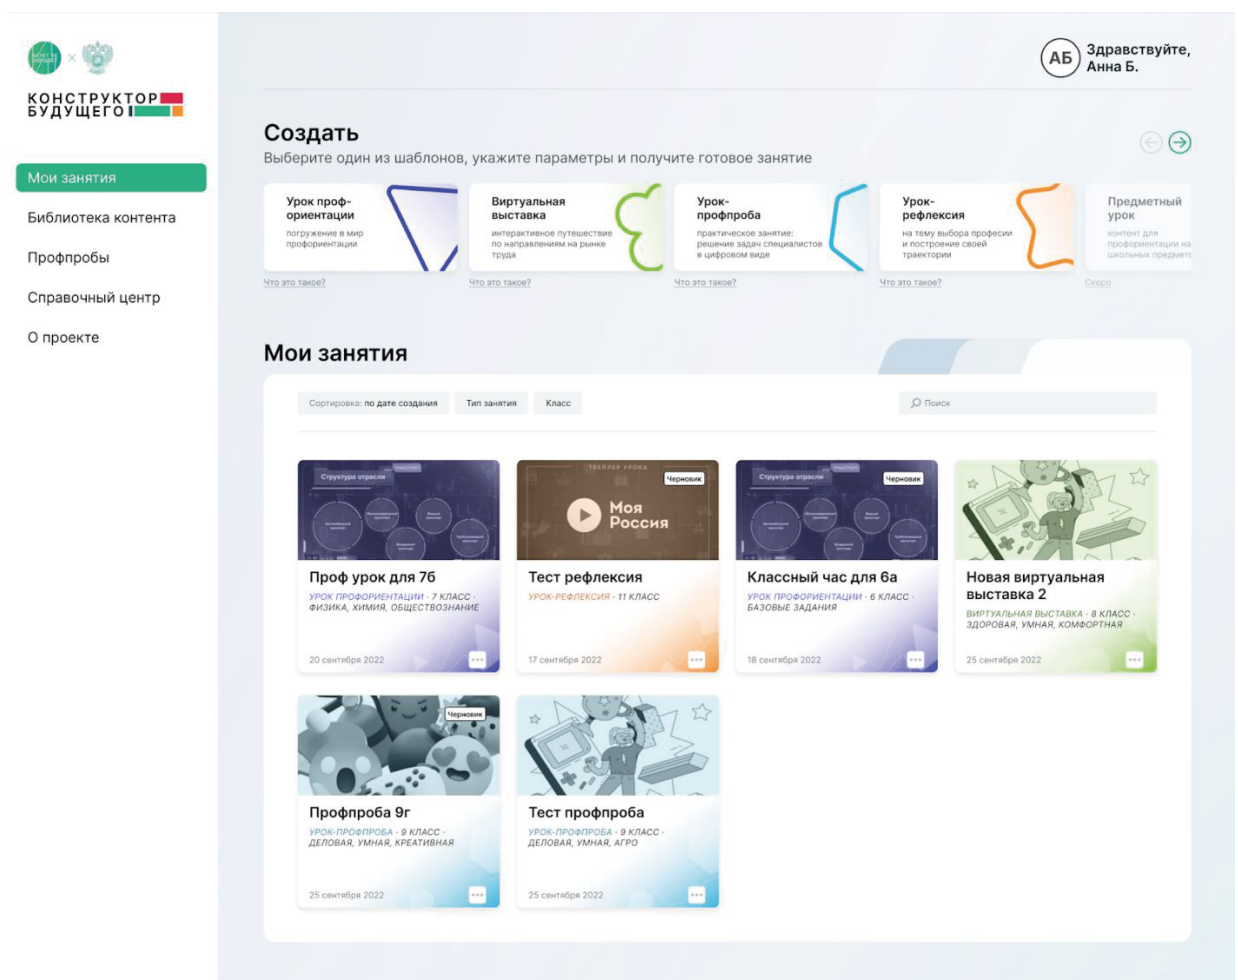 КОНСТРУКТОР
БУДУЩЕГО
АБ
Здравствуйте,
Анна Б.
Мои занятия
Библиотека контента
Профпробы
Справочный центр
О проекте
Создать
Выберите один из шаблонов, укажите параметры и получите готовое занятие
Урок проф-
ориентации
погружение в мир
профориентации
Что это такое?
Виртуальная
выставка
интерактивное путешествие
по направлениям на рынке
труда
Что это такое?
Урок-
профпроба
практическое занятие:
решение задач специалистов
в цифровом виде
Что это такое?
Урок-
рефлексия
на тему выбора професии
и построение своей
траектории
Что это такое?
Предметный
урок
контент для
профориентации на
школьных предмето
Скоро
Мои занятия
Сортировка: по дате создания
Тип занятия
Класс
Поиск
Структура отрасли
Проф урок для 7б
УРОК ПРОФОРИЕНТАЦИИ · 7 КЛАСС ·
ФИЗИКА, ХИМИЯ, ОБЩЕСТВОЗНАНИЕ
20 сентября 2022
ТРЕЙЛЕР УРОКА
Черновик
Моя
Россия
Тест рефлексия
УРОК-РЕФЛЕКСИЯ · 11 КЛАСС
17 сентября 2022
Структура отрасли
Черновик
Классный час для 6а
УРОК ПРОФОРИЕНТАЦИИ · 6 КЛАСС ·
БАЗОВЫЕ ЗАДАНИЯ
18 сентября 2022
Новая виртуальная
выставка 2
ВИРТУАЛЬНАЯ ВЫСТАВКА · 8 КЛАСС ·
ЗДОРОВАЯ, УМНАЯ, КОМФОРТНАЯ
25 сентября 2022
Черновик
Профпроба 9г
УРОК-ПРОФПРОБА · 9 КЛАСС ·
ДЕЛОВАЯ, УМНАЯ, КРЕАТИВНАЯ
25 сентября 2022
Тест профпроба
УРОК-ПРОФПРОБА · 9 КЛАСС ·
ДЕЛОВАЯ, УМНАЯ, АГРО
25 сентября 2022